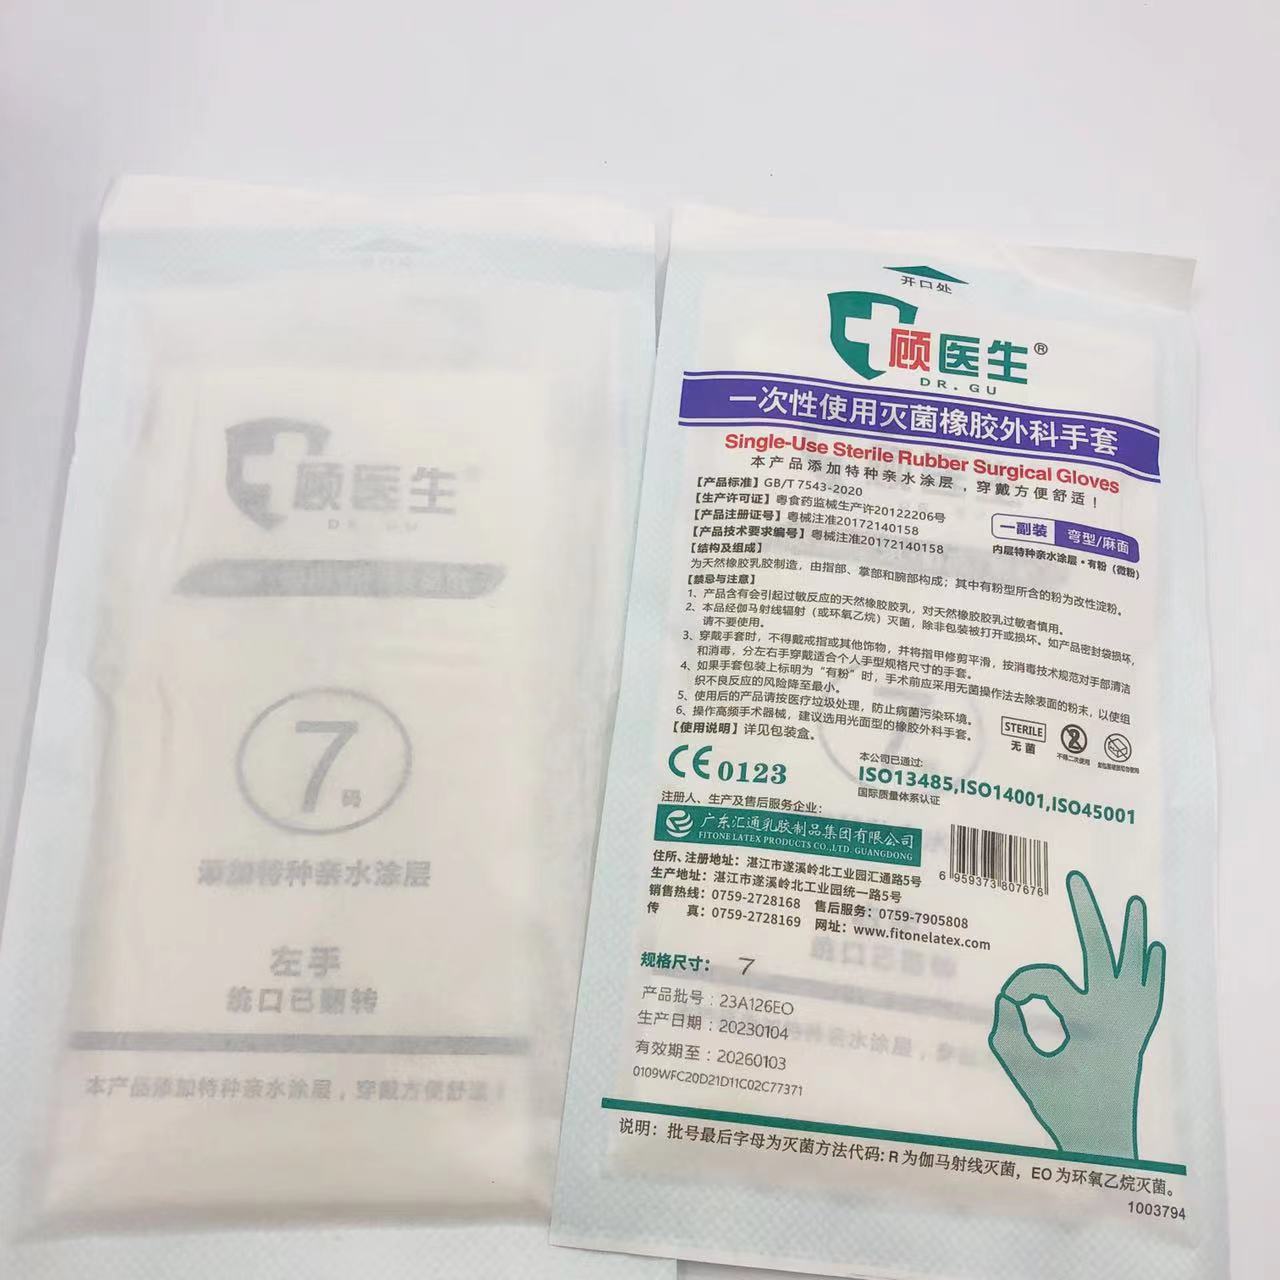 顾医生®
DR. GU
7码
添加特种亲水涂层
左手
统口已翻转
本产品添加特种亲水涂层，穿戴方便舒适！
开口处
顾医生®
DR. GU
一次性使用灭菌橡胶外科手套
Single-Use Sterile Rubber Surgical Gloves
本产品添加特种亲水涂层，穿戴方便舒适！
【产品标准】GB/T 7543-2020
【生产许可证】粤食药监械生产许20122206号
【产品注册证号】粤械注准20172140158
【产品技术要求编号】粤械注准20172140158
一副装 弯型/麻面
内层特种亲水涂层·有粉（微粉）
【结构及组成】
为天然橡胶乳胶制造，由指部、掌部和腕部构成；其中有粉型所含的粉为改性淀粉。
【禁忌与注意】
1、产品含有会引起过敏反应的天然橡胶胶乳，对天然橡胶胶乳过敏者慎用。
2、本品经伽马射线辐射（或环氧乙烷）灭菌，除非包装被打开或损坏。如产品密封袋损坏，
请不要使用。
3、穿戴手套时，不得戴戒指或其他饰物，并将指甲修剪平滑，按消毒技术规范对手部清洁
和消毒，分左右手穿戴适合个人手型规格尺寸的手套。
4、如果手套包装上标明为“有粉”时，手术前应采用无菌操作法去除表面的粉末，以使组
织不良反应的风险降至最小。
5、使用后的产品请按医疗垃圾处理，防止病菌污染环境。
6、操作高频手术器械，建议选用光面型的橡胶外科手套。
【使用说明】详见包装盒。
STERILE
无菌
2
不得二次使用
CE 0123
本公司已通过:
ISO13485,ISO14001,ISO45001
国际质量体系认证
注册人、生产及售后服务企业：
广东汇通乳胶制品集团有限公司
FITONE LATEX PRODUCTS CO.,LTD. GUANGDONG
住所、注册地址：湛江市遂溪岭北工业园汇通路5号
生产地址：湛江市遂溪岭北工业园统一路5号
销售热线：0759-2728168 售后服务：0759-7905808
传 真：0759-2728169 网址：www.fitonelatex.com
6 959373 807676
规格尺寸： 7
产品批号：23A126EO
生产日期：20230104
有效期至：20260103
0109WFC20D21D11C02C77371
说明：批号最后字母为灭菌方法代码: R 为伽马射线灭菌，EO 为环氧乙烷灭菌。
1003794